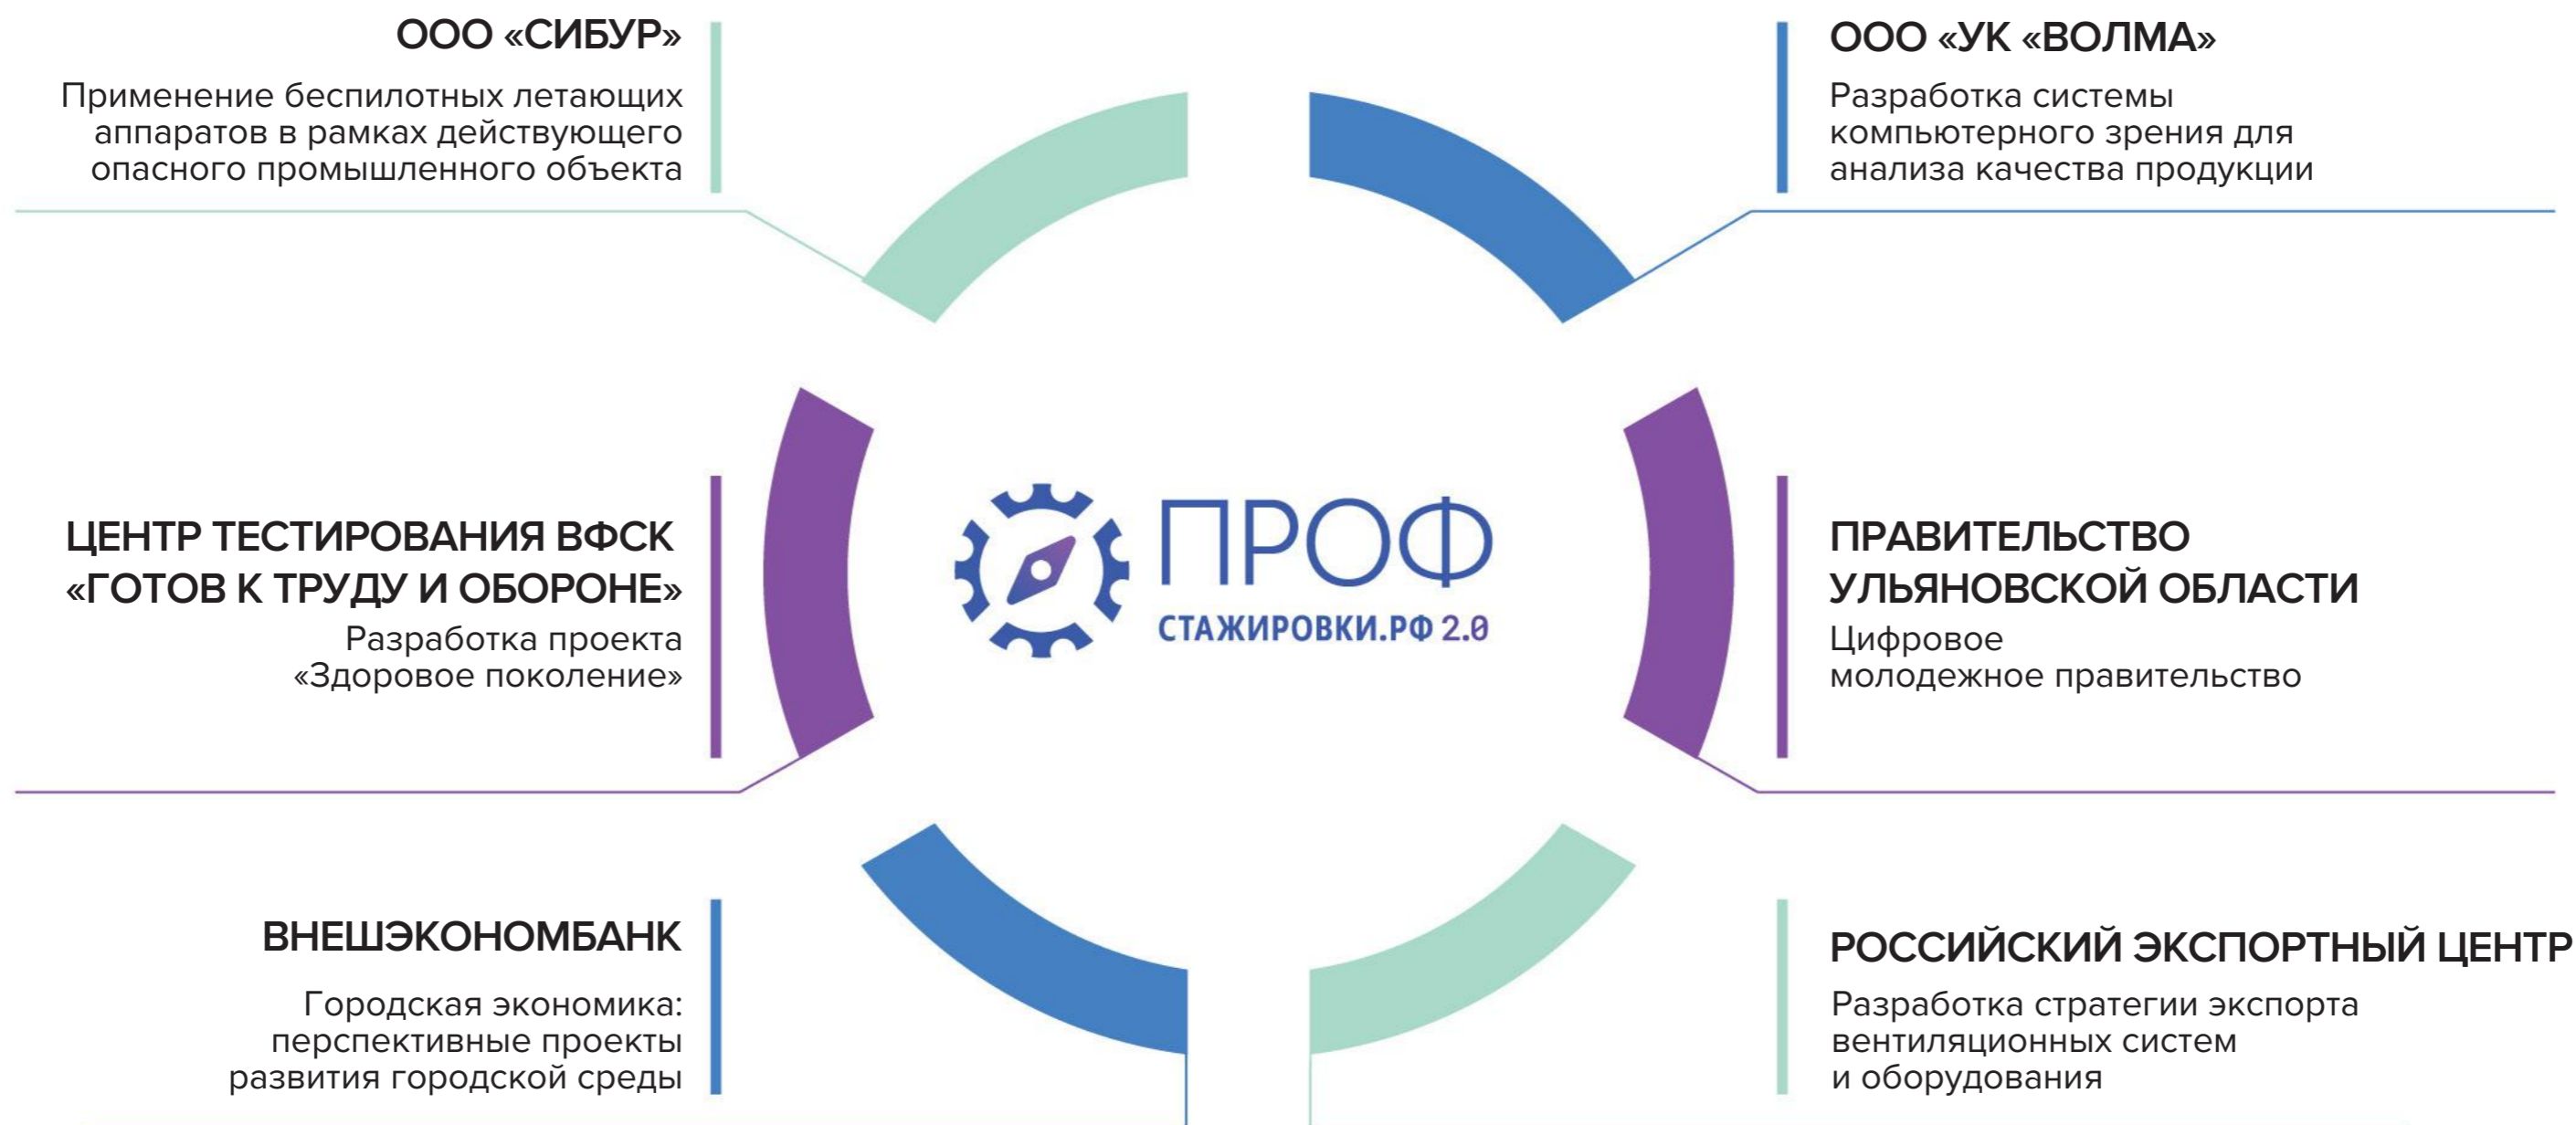 ООО «СИБУР»
Применение беспилотных летающих
аппаратов в рамках действующего
опасного промышленного объекта
ООО «УК «ВОЛМА»
Разработка системы
компьютерного зрения для
анализа качества продукции
ЦЕНТР ТЕСТИРОВАНИЯ ВФСК
«ГОТОВ К ТРУДУ И ОБОРОНЕ»
Разработка проекта
«Здоровое поколение»
ПРОФ
СТАЖИРОВКИ.РФ 2.0
ПРАВИТЕЛЬСТВО
УЛЬЯНОВСКОЙ ОБЛАСТИ
Цифровое
молодежное правительство
ВНЕШЭКОНОМБАНК
Городская экономика:
перспективные проекты
развития городской среды
РОССИЙСКИЙ ЭКСПОРТНЫЙ ЦЕНТР
Разработка стратегии экспорта
вентиляционных систем
и оборудования